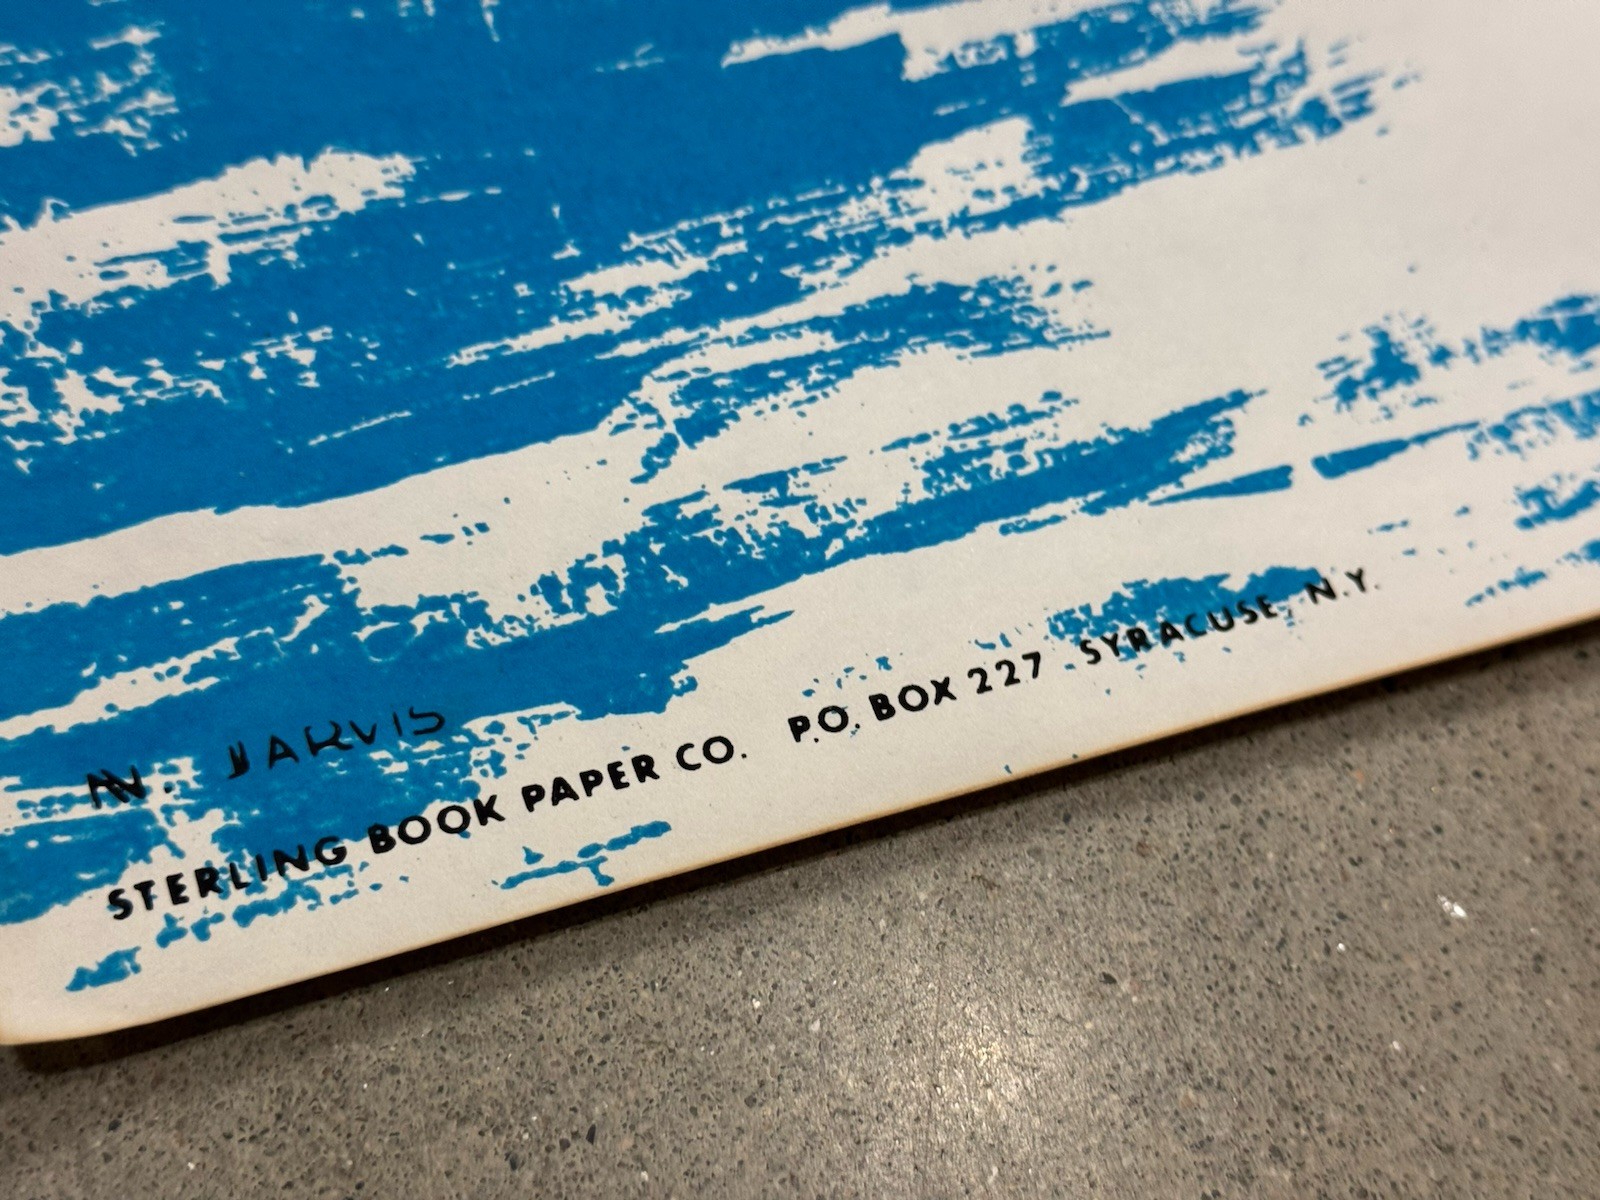 N. JARVIS
STERLING BOOK PAPER CO. P.O. BOX 227 SYRACUSE, N.Y.